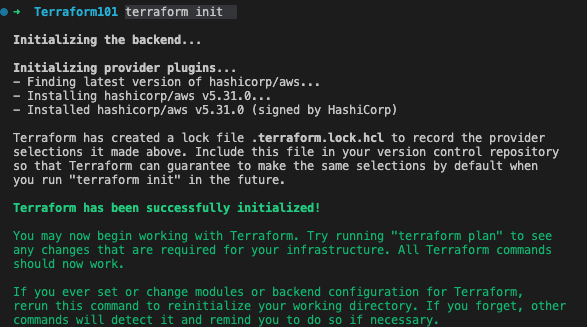 ➜ Terraform101 terraform init
Initializing the backend...
Initializing provider plugins...
- Finding latest version of hashicorp/aws...
- Installing hashicorp/aws v5.31.0...
- Installed hashicorp/aws v5.31.0 (signed by HashiCorp)
Terraform has created a lock file .terraform.lock.hcl to record the provider
selections it made above. Include this file in your version control repository
so that Terraform can guarantee to make the same selections by default when
you run "terraform init" in the future.
Terraform has been successfully initialized!
You may now begin working with Terraform. Try running "terraform plan" to see
any changes that are required for your infrastructure. All Terraform commands
should now work.
If you ever set or change modules or backend configuration for Terraform,
rerun this command to reinitialize your working directory. If you forget, other
commands will detect it and remind you to do so if necessary.